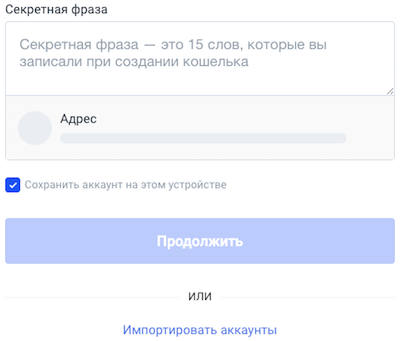 Секретная фраза
Секретная фраза — это 15 слов, которые вы
записали при создании кошелька
Адрес
Сохранить аккаунт на этом устройстве
Продолжить
ИЛИ
Импортировать аккаунты